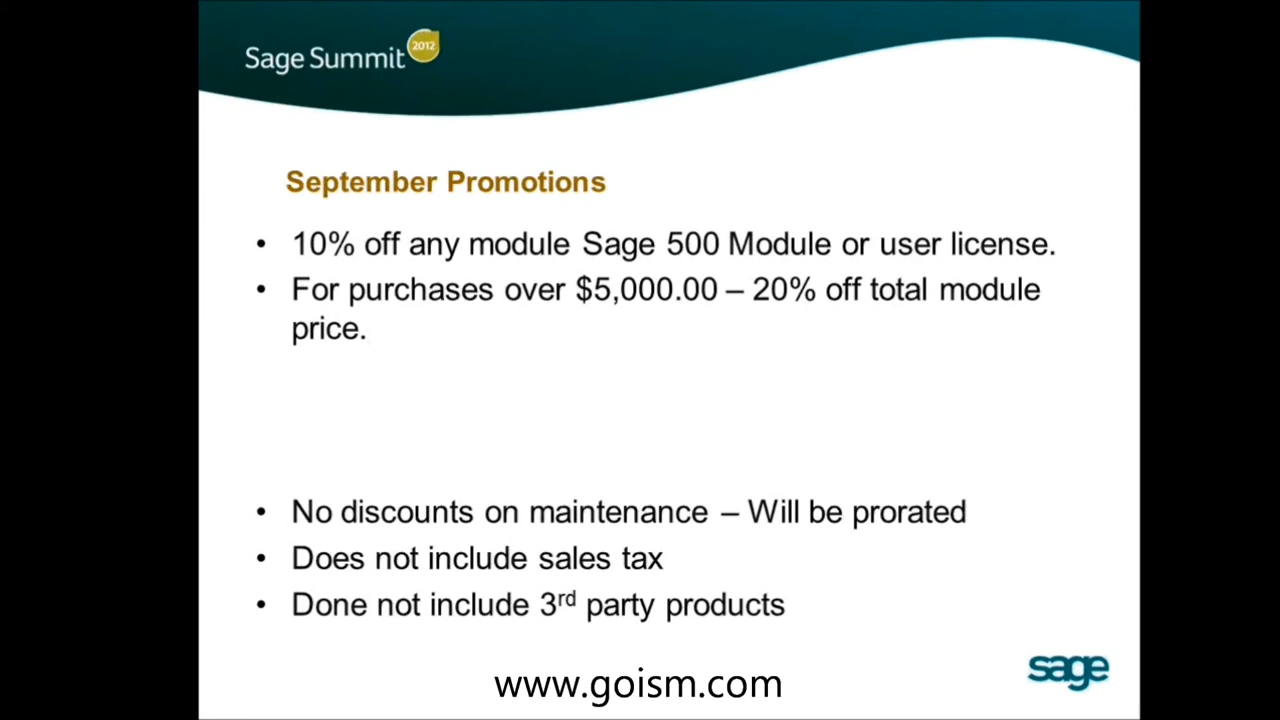 Sage Summit 2012
September Promotions
• 10% off any module Sage 500 Module or user license.
• For purchases over $5,000.00 – 20% off total module
price.
• No discounts on maintenance – Will be prorated
• Does not include sales tax
• Done not include 3rd party products
sage
www.goism.com